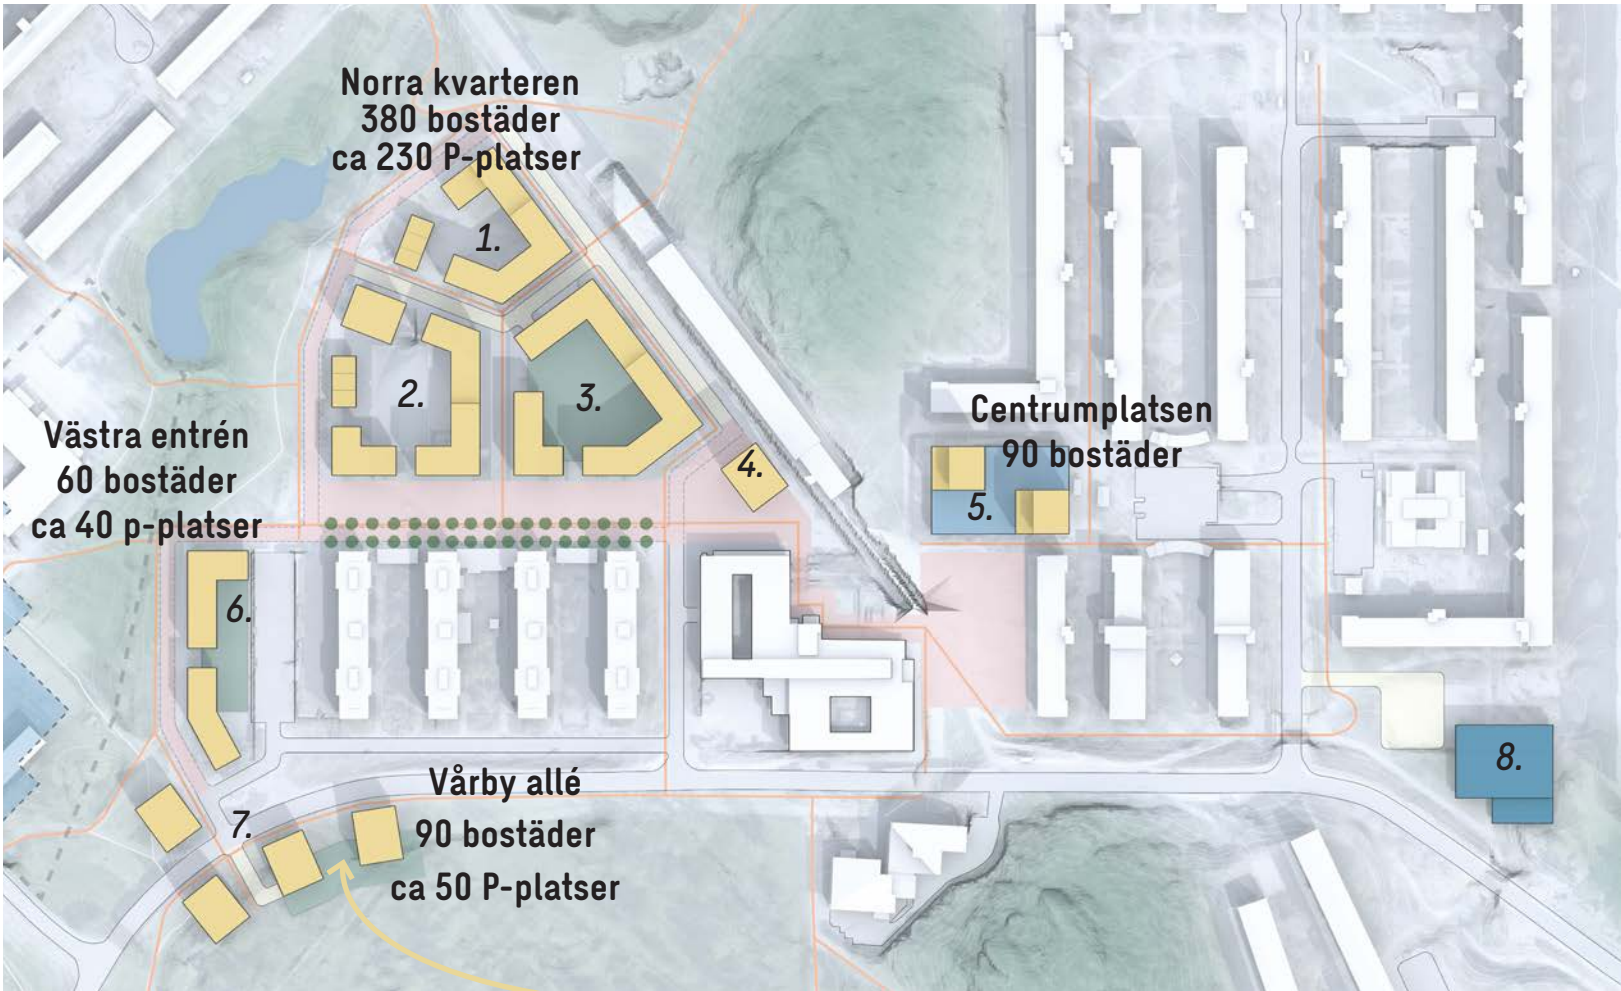 Norra kvarteren
380 bostäder
ca 230 P-platser
1.
2.
3.
Västra entrén
60 bostäder
ca 40 p-platser
4.
Centrumplatsen
90 bostäder
5.
6.
7.
Vårby allé
90 bostäder
ca 50 P-platser
8.